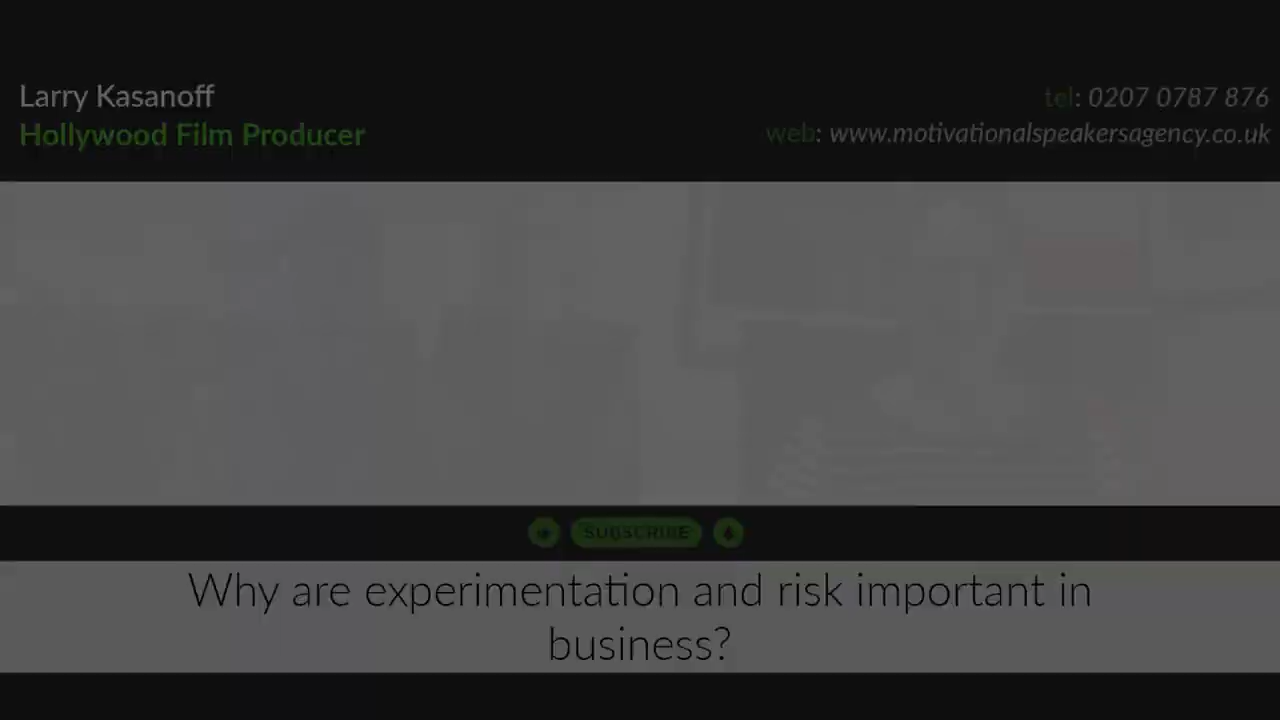 Larry Kasanoff
Hollywood Film Producer
tel: 0207 0787 876
web: www.motivationalspeakersagency.co.uk
SUBSCRIBE
Why are experimentation and risk important in
business?